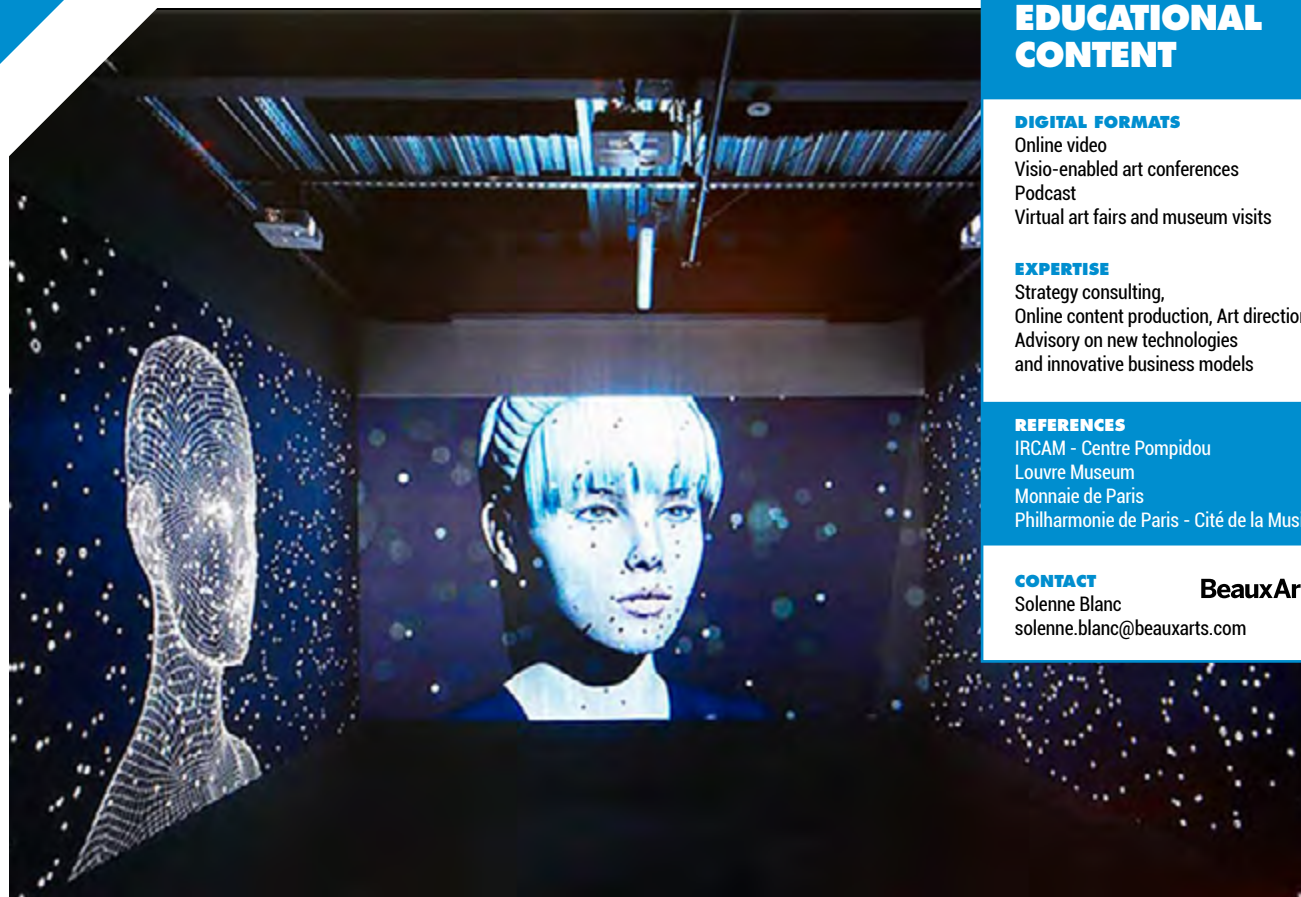 EDUCATIONAL
CONTENT
DIGITAL FORMATS
Online video
Visio-enabled art conferences
Podcast
Virtual art fairs and museum visits
EXPERTISE
Strategy consulting,
Online content production, Art direction
Advisory on new technologies
and innovative business models
REFERENCES
IRCAM - Centre Pompidou
Louvre Museum
Monnaie de Paris
Philharmonie de Paris - Cité de la Mus
CONTACT
BeauxAr
Solenne Blanc
solenne.blanc@beauxarts.com